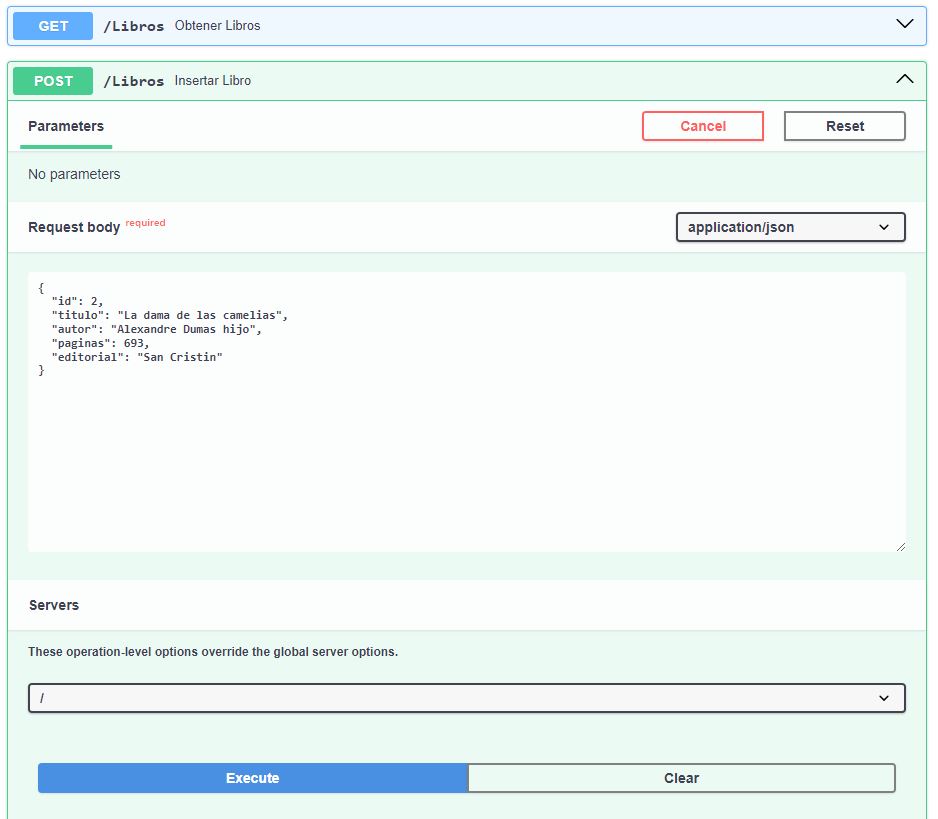 GET /Libros Obtener Libros
POST /Libros Insertar Libro
Parameters Cancel Reset
No parameters
Request body required application/json
{
"id": 2,
"titulo": "La dama de las camelias",
"autor": "Alexandre Dumas hijo",
"paginas": 693,
"editorial": "San Cristin"
}
Servers
These operation-level options override the global server options.
/
Execute Clear